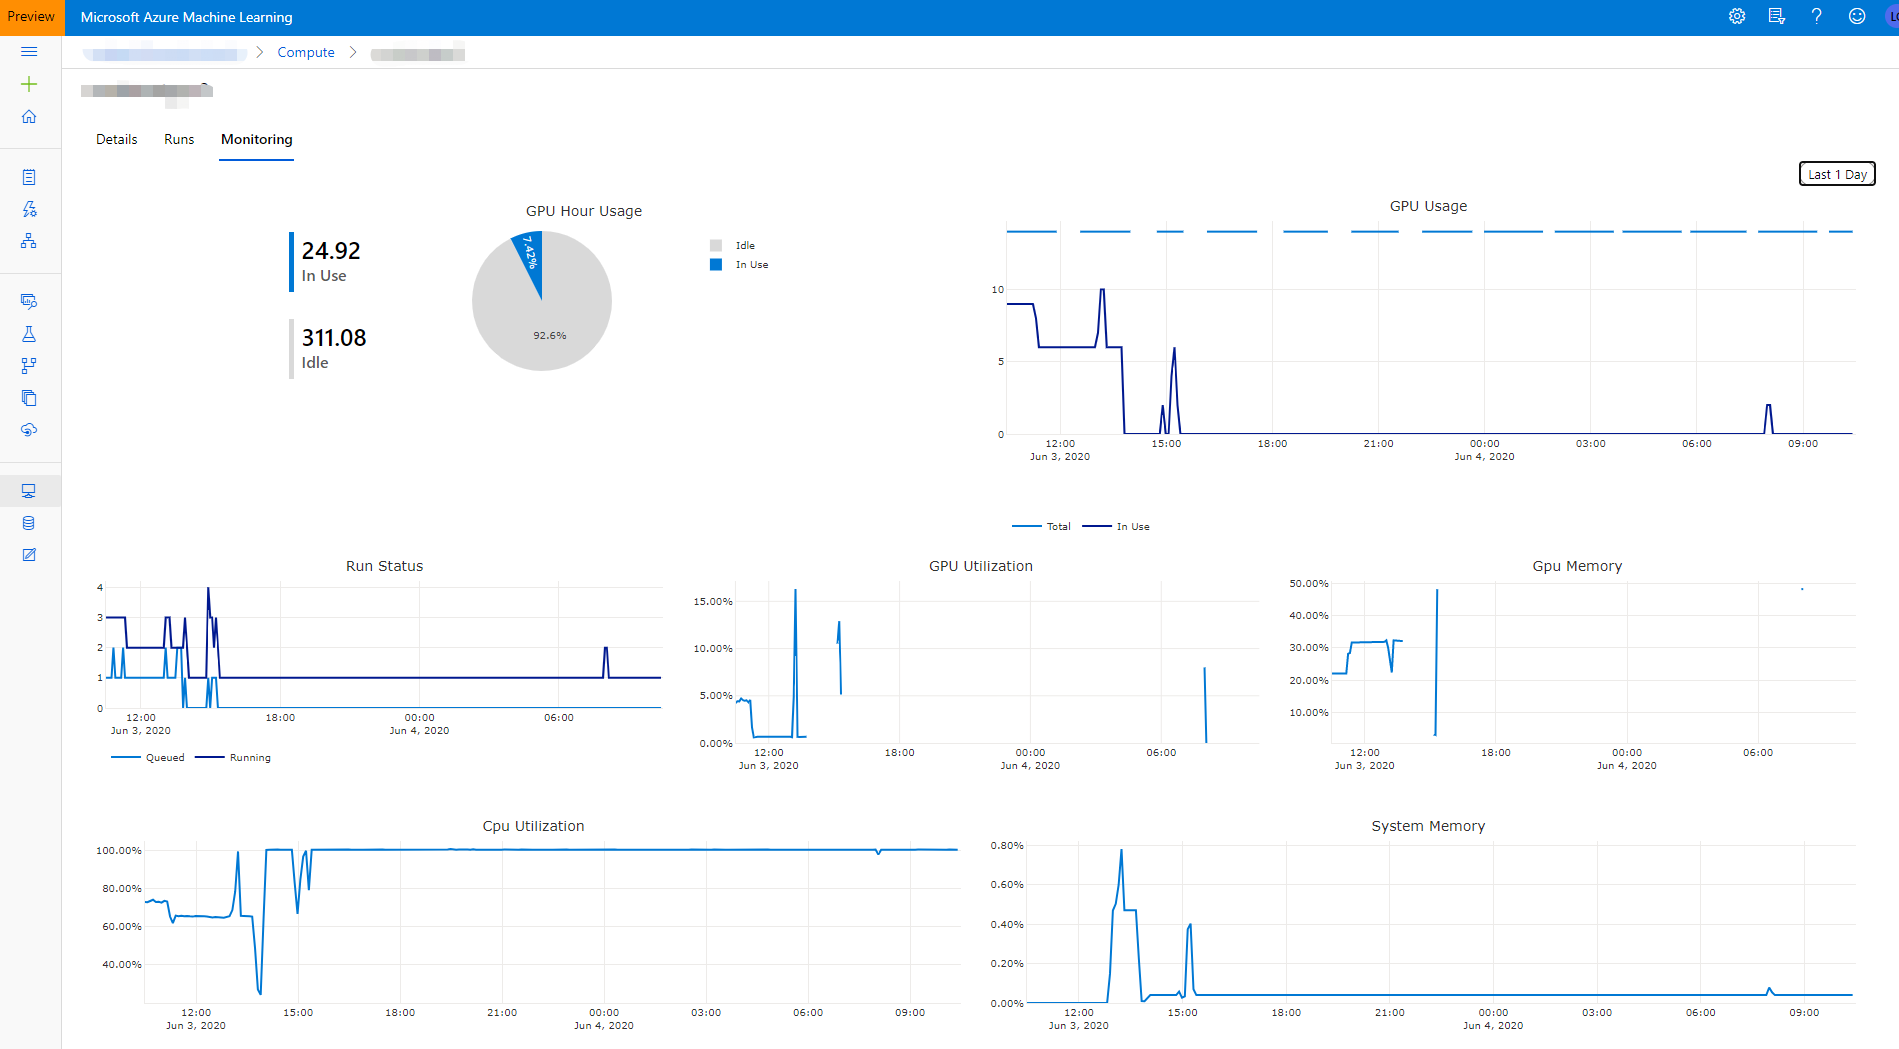 Preview
Microsoft Azure Machine Learning
Compute
Details Runs Monitoring
Last 1 Day
GPU Hour Usage
24.92
In Use
311.08
Idle
7.42%
92.6%
Idle
In Use
GPU Usage
10
5
0
12:00 15:00 18:00 21:00 00:00 03:00 06:00 09:00
Jun 3, 2020 Jun 4, 2020
Total In Use
Run Status
4
3
2
1
0
12:00 18:00 00:00 06:00
Jun 3, 2020 Jun 4, 2020
Queued Running
GPU Utilization
15.00%
10.00%
5.00%
0.00%
12:00 18:00 00:00 06:00
Jun 3, 2020 Jun 4, 2020
Gpu Memory
50.00%
40.00%
30.00%
20.00%
10.00%
12:00 18:00 00:00 06:00
Jun 3, 2020 Jun 4, 2020
Cpu Utilization
100.00%
80.00%
60.00%
40.00%
12:00 15:00 18:00 21:00 00:00 03:00 06:00 09:00
Jun 3, 2020 Jun 4, 2020
System Memory
0.80%
0.60%
0.40%
0.20%
0.00%
12:00 15:00 18:00 21:00 00:00 03:00 06:00 09:00
Jun 3, 2020 Jun 4, 2020